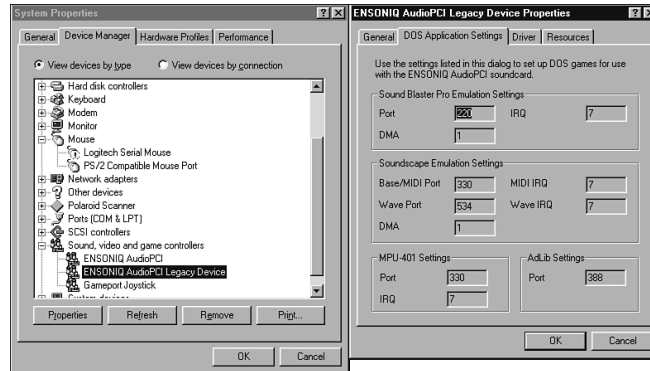 System Properties
General Device Manager Hardware Profiles Performance
View devices by type View devices by connection
Hard disk controllers
Keyboard
Modem
Monitor
Mouse
Logitech Serial Mouse
PS/2 Compatible Mouse Port
Network adapters
Other devices
Polaroid Scanner
Ports (COM & LPT)
SCSI controllers
Sound, video and game controllers
ENSONIQ AudioPCI
ENSONIQ AudioPCI Legacy Device
Gameport Joystick
System devices
Properties Refresh Remove Print...
OK Cancel
ENSONIQ AudioPCI Legacy Device Properties
General DOS Application Settings Driver Resources
Use the settings listed in this dialog to set up DOS games for use
with the ENSONIQ AudioPCI soundcard.
Sound Blaster Pro Emulation Settings
Port 220 IRQ 7
DMA 1
Soundscape Emulation Settings
Base/MIDI Port 330 MIDI IRQ 7
Wave Port 534 Wave IRQ 7
DMA 1
MPU-401 Settings AdLib Settings
Port 330 Port 388
IRQ 7
OK Cancel